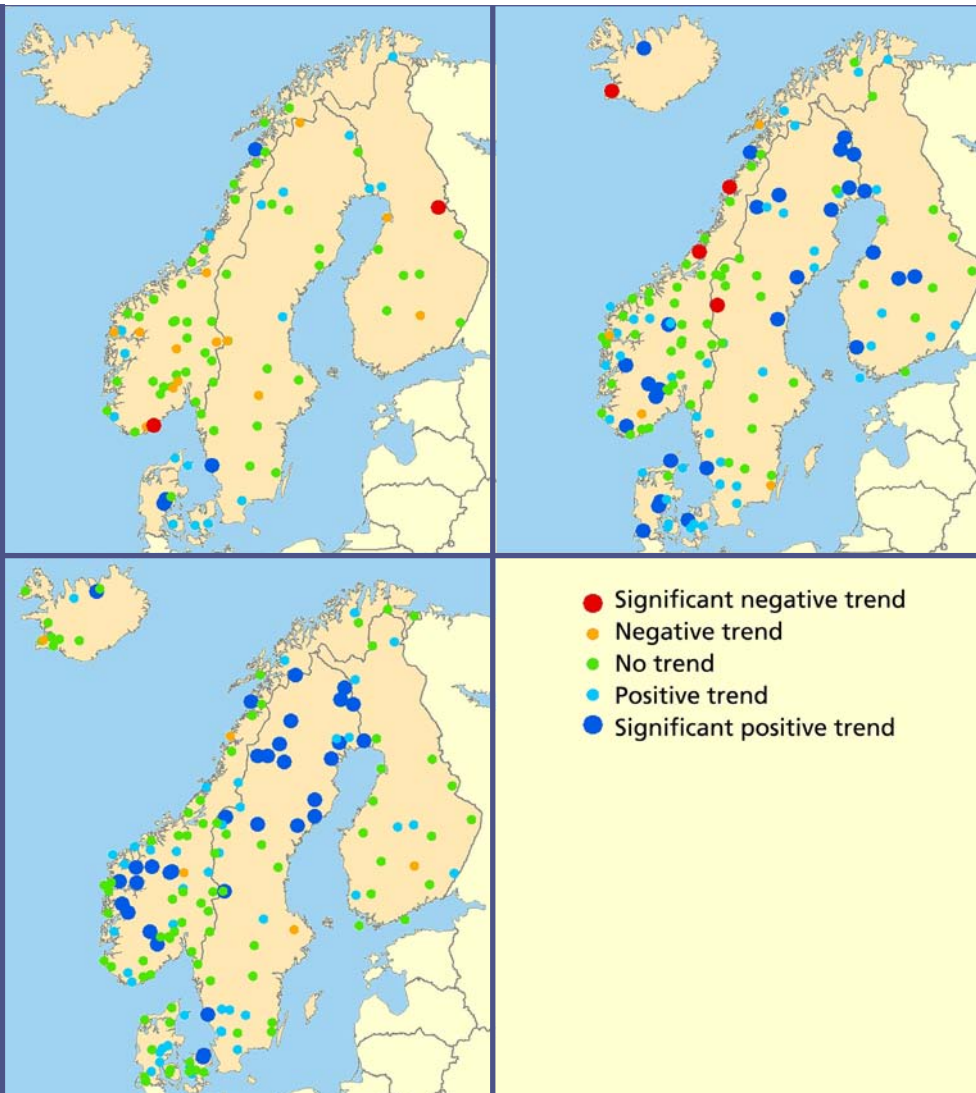 Significant negative trend
Negative trend
No trend
Positive trend
Significant positive trend